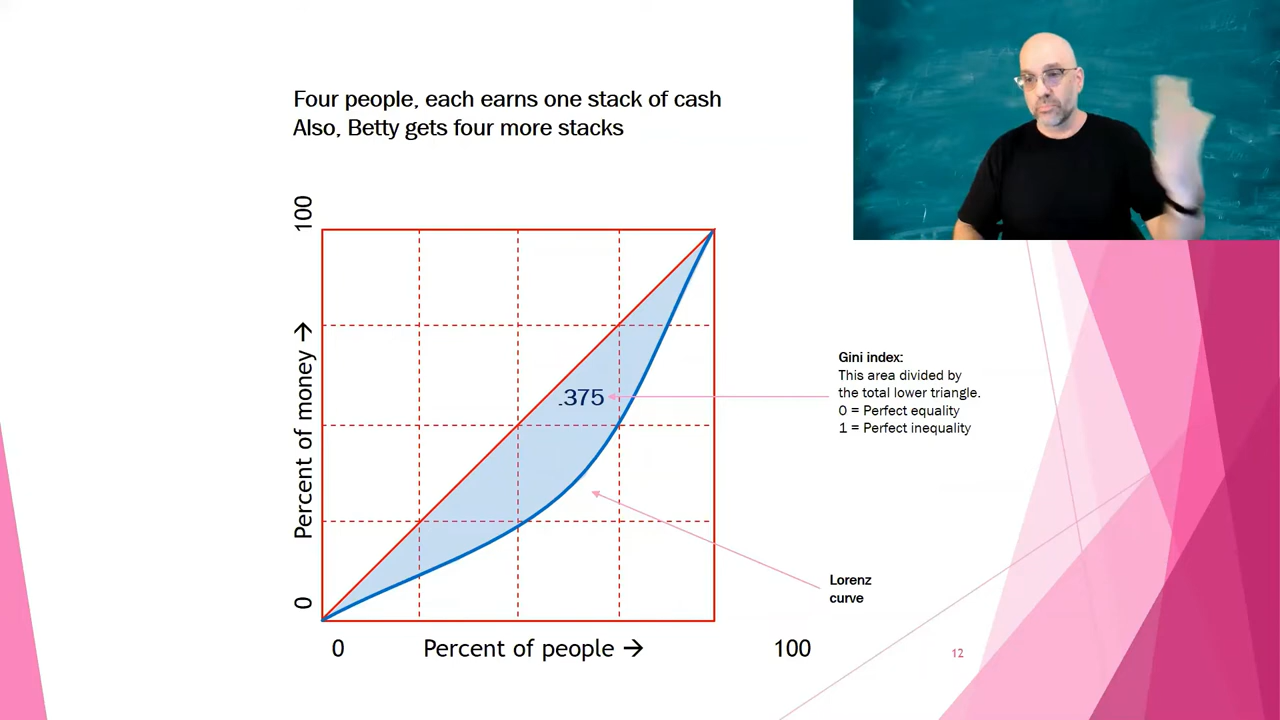 Four people, each earns one stack of cash
Also, Betty gets four more stacks
100
Percent of money →
0
.375
Gini index:
This area divided by
the total lower triangle.
0 = Perfect equality
1 = Perfect inequality
Lorenz
curve
0
Percent of people →
100
12